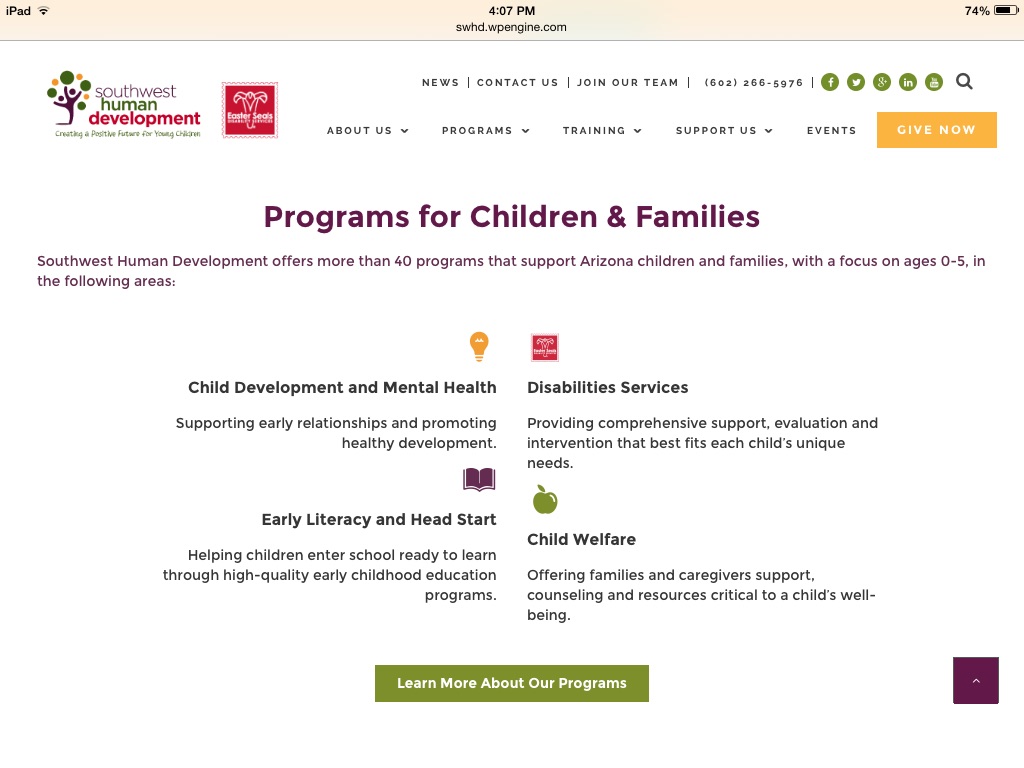 iPad 4:07 PM 74%
swhd.wpengine.com
NEWS | CONTACT US | JOIN OUR TEAM | (602) 266-5976 |
southwest
human
development
Creating a Positive Future for Young Children
Easter Seals
DISABILITY SERVICES
ABOUT US PROGRAMS TRAINING SUPPORT US EVENTS GIVE NOW
Programs for Children & Families
Southwest Human Development offers more than 40 programs that support Arizona children and families, with a focus on ages 0-5, in
the following areas:
Child Development and Mental Health
Supporting early relationships and promoting
healthy development.
Easter Seals
Disabilities Services
Providing comprehensive support, evaluation and
intervention that best fits each child's unique
needs.
Early Literacy and Head Start
Helping children enter school ready to learn
through high-quality early childhood education
programs.
Child Welfare
Offering families and caregivers support,
counseling and resources critical to a child's well-
being.
Learn More About Our Programs